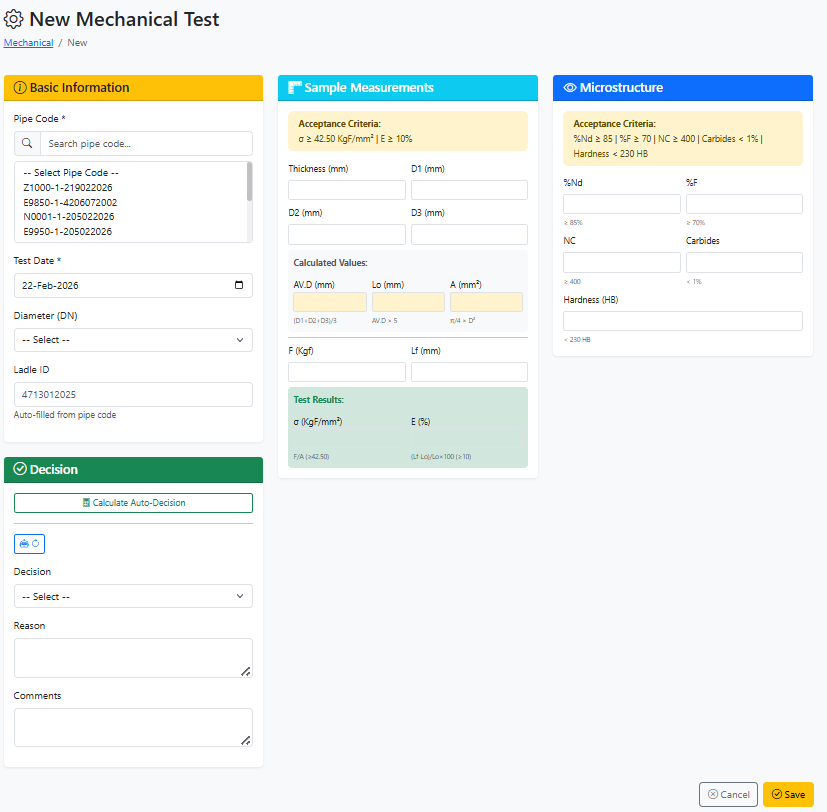 New Mechanical Test
Mechanical / New
Basic Information
Pipe Code *
Search pipe code...
-- Select Pipe Code --
Z1000-1-219022026
E9850-1-4206072002
N0001-1-205022026
E9950-1-205022026
Test Date *
22-Feb-2026
Diameter (DN)
-- Select --
Ladle ID
4713012025
Auto-filled from pipe code
Decision
Calculate Auto-Decision
Decision
-- Select --
Reason
Comments
Sample Measurements
Acceptance Criteria:
σ ≥ 42.50 KgF/mm² | E ≥ 10%
Thickness (mm) D1 (mm)
D2 (mm) D3 (mm)
Calculated Values:
AV.D (mm) Lo (mm) A (mm²)
(D1+D2+D3)/3 AV.D × 5 π/4 × D²
F (Kgf) Lf (mm)
Test Results:
σ (KgF/mm²) E (%)
F/A (≥42.50) (Lf-Lo)/Lo×100 (≥10)
Microstructure
Acceptance Criteria:
%Nd ≥ 85 | %F ≥ 70 | NC ≥ 400 | Carbides < 1% |
Hardness < 230 HB
%Nd %F
≥ 85% ≥ 70%
NC Carbides
≥ 400 < 1%
Hardness (HB)
< 230 HB
Cancel Save